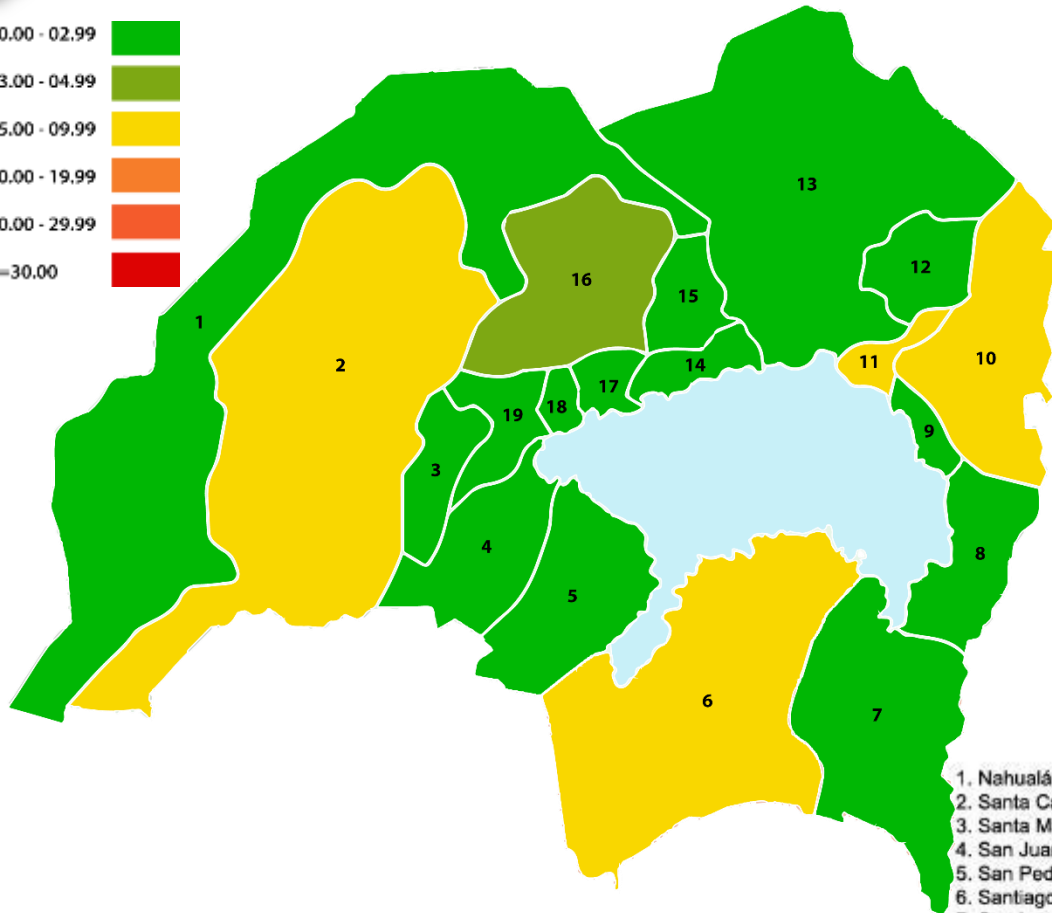 0.00 - 02.99
3.00 - 04.99
5.00 - 09.99
0.00 - 19.99
0.00 - 29.99
=30.00
13
12
16
15
1
11
10
2
14
17
18
19
9
3
4
8
5
6
7
1. Nahualá
2. Santa Ca
3. Santa M
4. San Juan
5. San Ped
6. Santiago